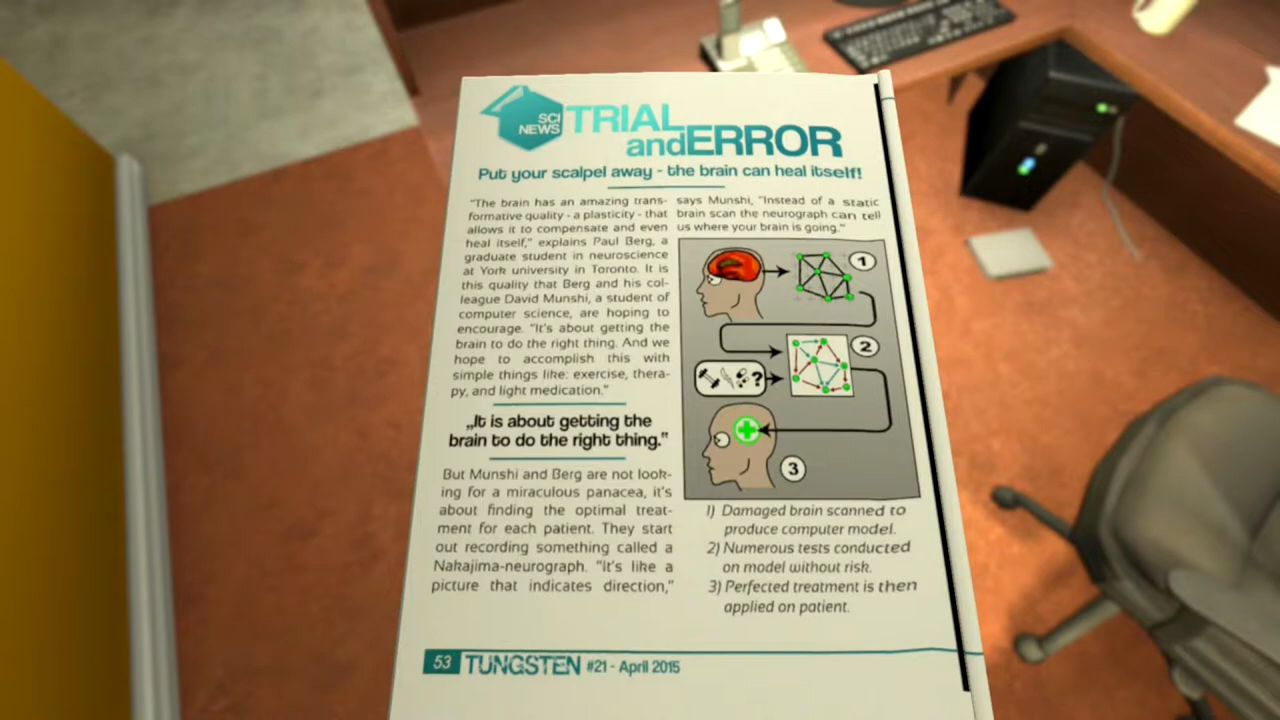 SCI
NEWS
TRIAL
andERROR
Put your scalpel away - the brain can heal itself!
"The brain has an amazing trans-
formative quality - a plasticity - that
allows it to compensate and even
heal itself," explains Paul Berg, a
graduate student in neuroscience
at York university in Toronto. It is
this quality that Berg and his col-
league David Munshi, a student of
computer science, are hoping to
encourage. "It's about getting the
brain to do the right thing. And we
hope to accomplish this with
simple things like: exercise, thera-
py, and light medication."
„It is about getting the
brain to do the right thing."
But Munshi and Berg are not look-
ing for a miraculous panacea, it's
about finding the optimal treat-
ment for each patient. They start
out recording something called a
Nakajima-neurograph. "It's like a
picture that indicates direction,"
says Munshi, "Instead of a static
brain scan the neurograph can tell
us where your brain is going."
1
2
?
3
1) Damaged brain scanned to
produce computer model.
2) Numerous tests conducted
on model without risk.
3) Perfected treatment is then
applied on patient.
53 TUNGSTEN #21 - April 2015